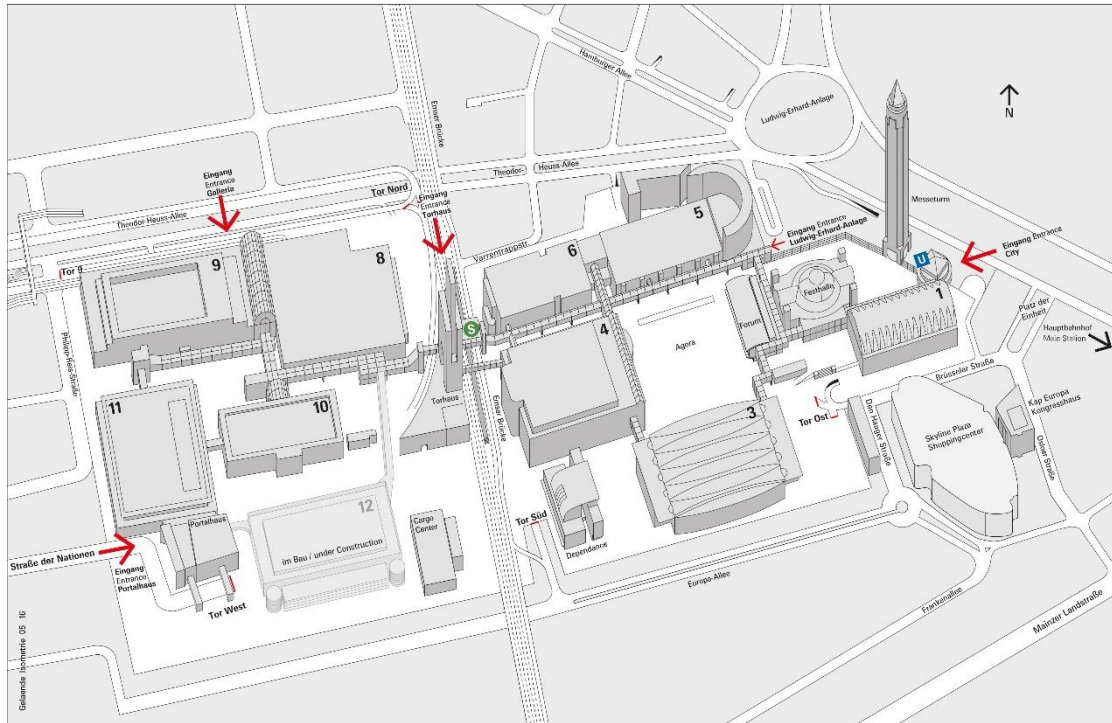 Hamburger Allee
Emser Brücke
Ludwig-Erhard-Anlage
N
Eingang
Entrance
Galleria
Tor Nord
Theodor-Heuss-Allee
Theodor-
Heuss-Allee
Eingang
Entrance
Torhaus
Messeturm
5
Eingang Entrance
Ludwig-Erhard-Anlage
Varrentrappstr.
6
8
9
U
Eingang Entrance
City
Festhalle
1
Platz der
Einheit
Hauptbahnhof
Main Station
S
4
Forum
Agora
Philipp-Reis-Straße
Brüsseler Straße
Kap Europa
Kongresshaus
Torhaus
Emser Brücke
3
Tor Ost
Den Haager Straße
Skyline Plaza
Shoppingcenter
Osloer Straße
11
10
12
im Bau / under Construction
Cargo
Center
Portalhaus
Tor Süd
Dependance
Straße der Nationen
Eingang
Entrance
Portalhaus
Tor West
Europa-Allee
Frankenallee
Mainzer Landstraße
Gelaende Isometrie 05 16